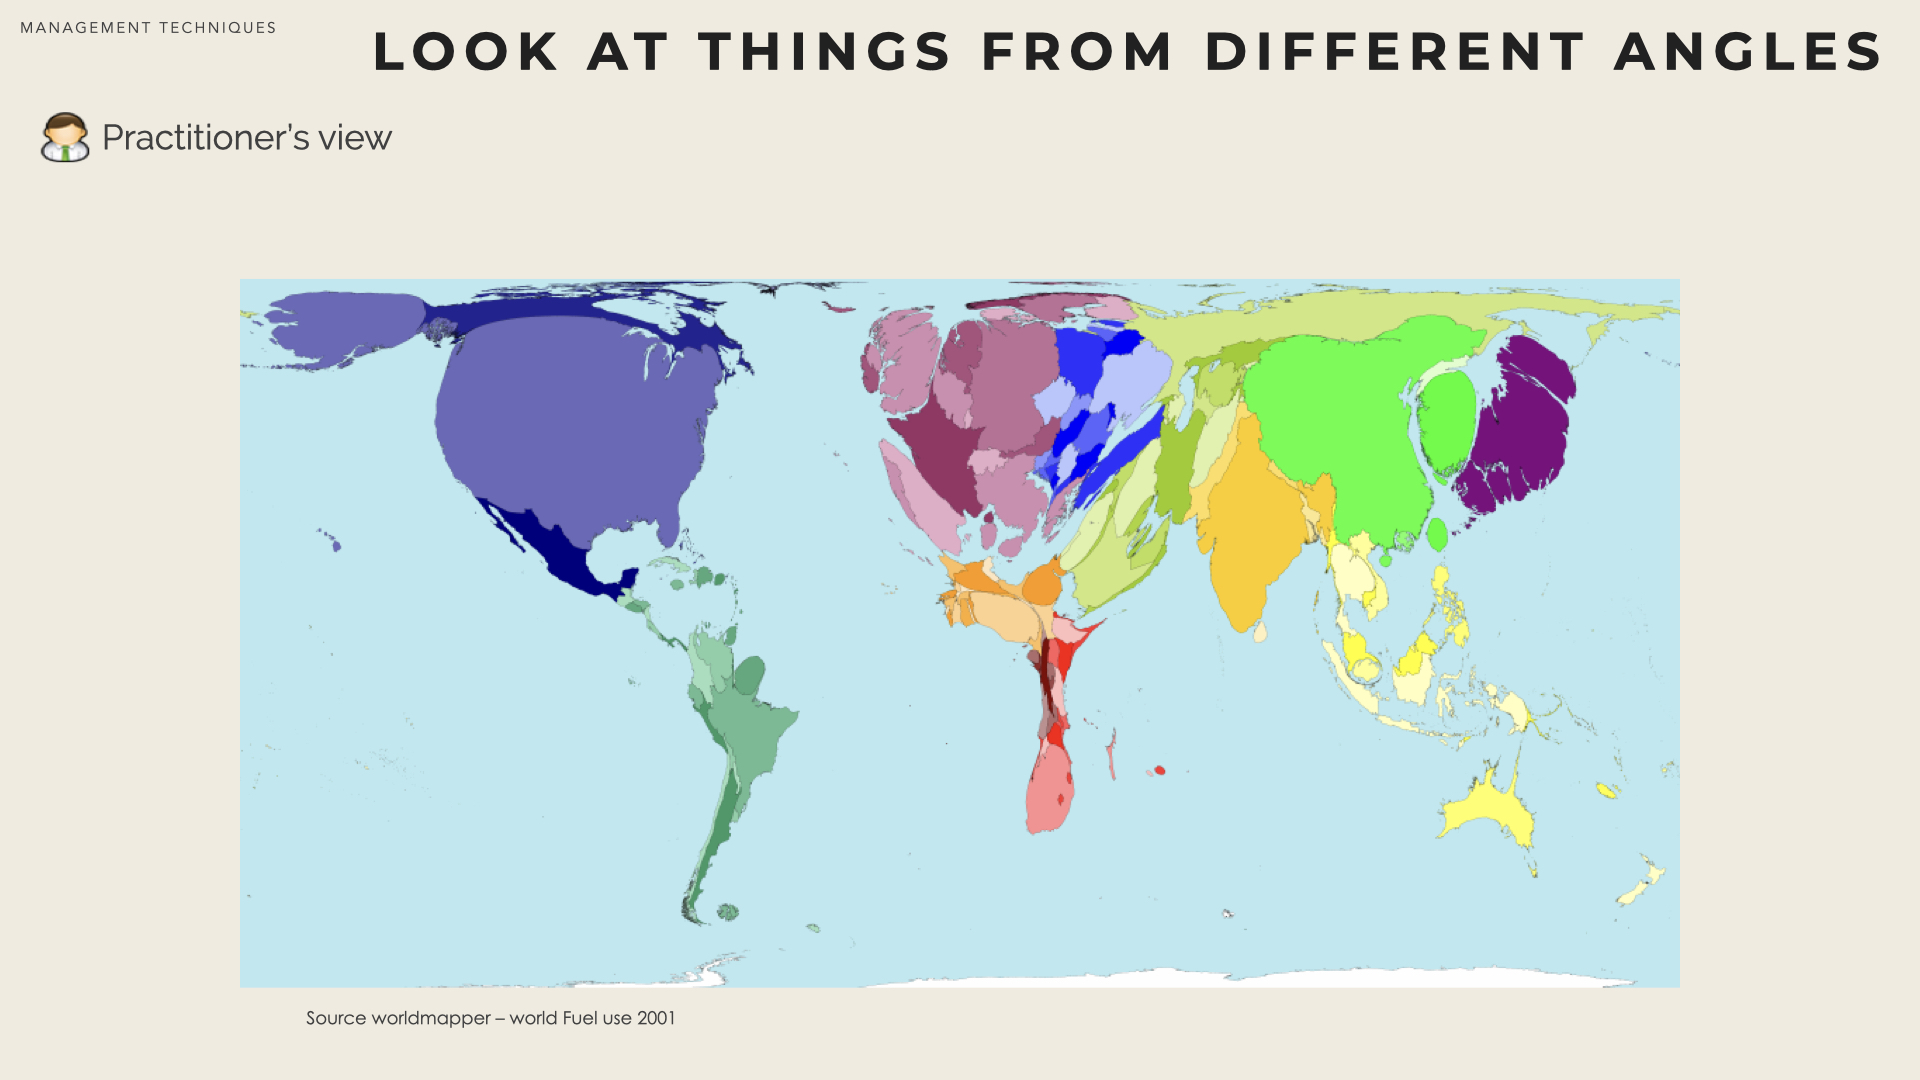 MANAGEMENT TECHNIQUES
LOOK AT THINGS FROM DIFFERENT ANGLES
Practitioner’s view
Source worldmapper – world Fuel use 2001